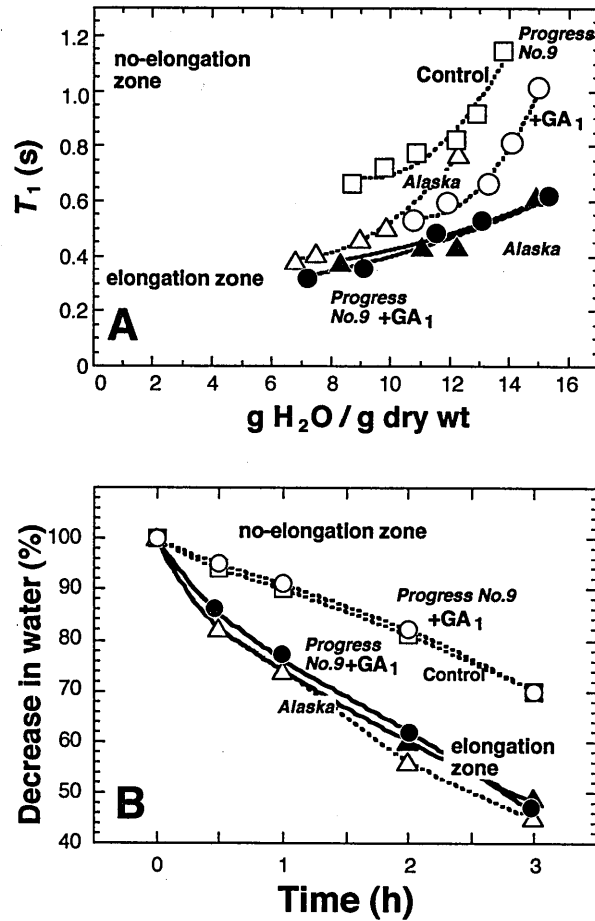 1.2
1.0
0.8
0.6
0.4
0.2
0
T1 (s)
no-elongation
zone
Progress
No.9
Control
+GA1
Alaska
elongation zone
Alaska
Progress
No.9 +GA1
A
0 2 4 6 8 10 12 14 16
g H2O / g dry wt
100
90
80
70
60
50
40
Decrease in water (%)
no-elongation zone
Progress No.9
+GA1
Progress
No.9+GA1
Control
Alaska
elongation
zone
B
0 1 2 3
Time (h)